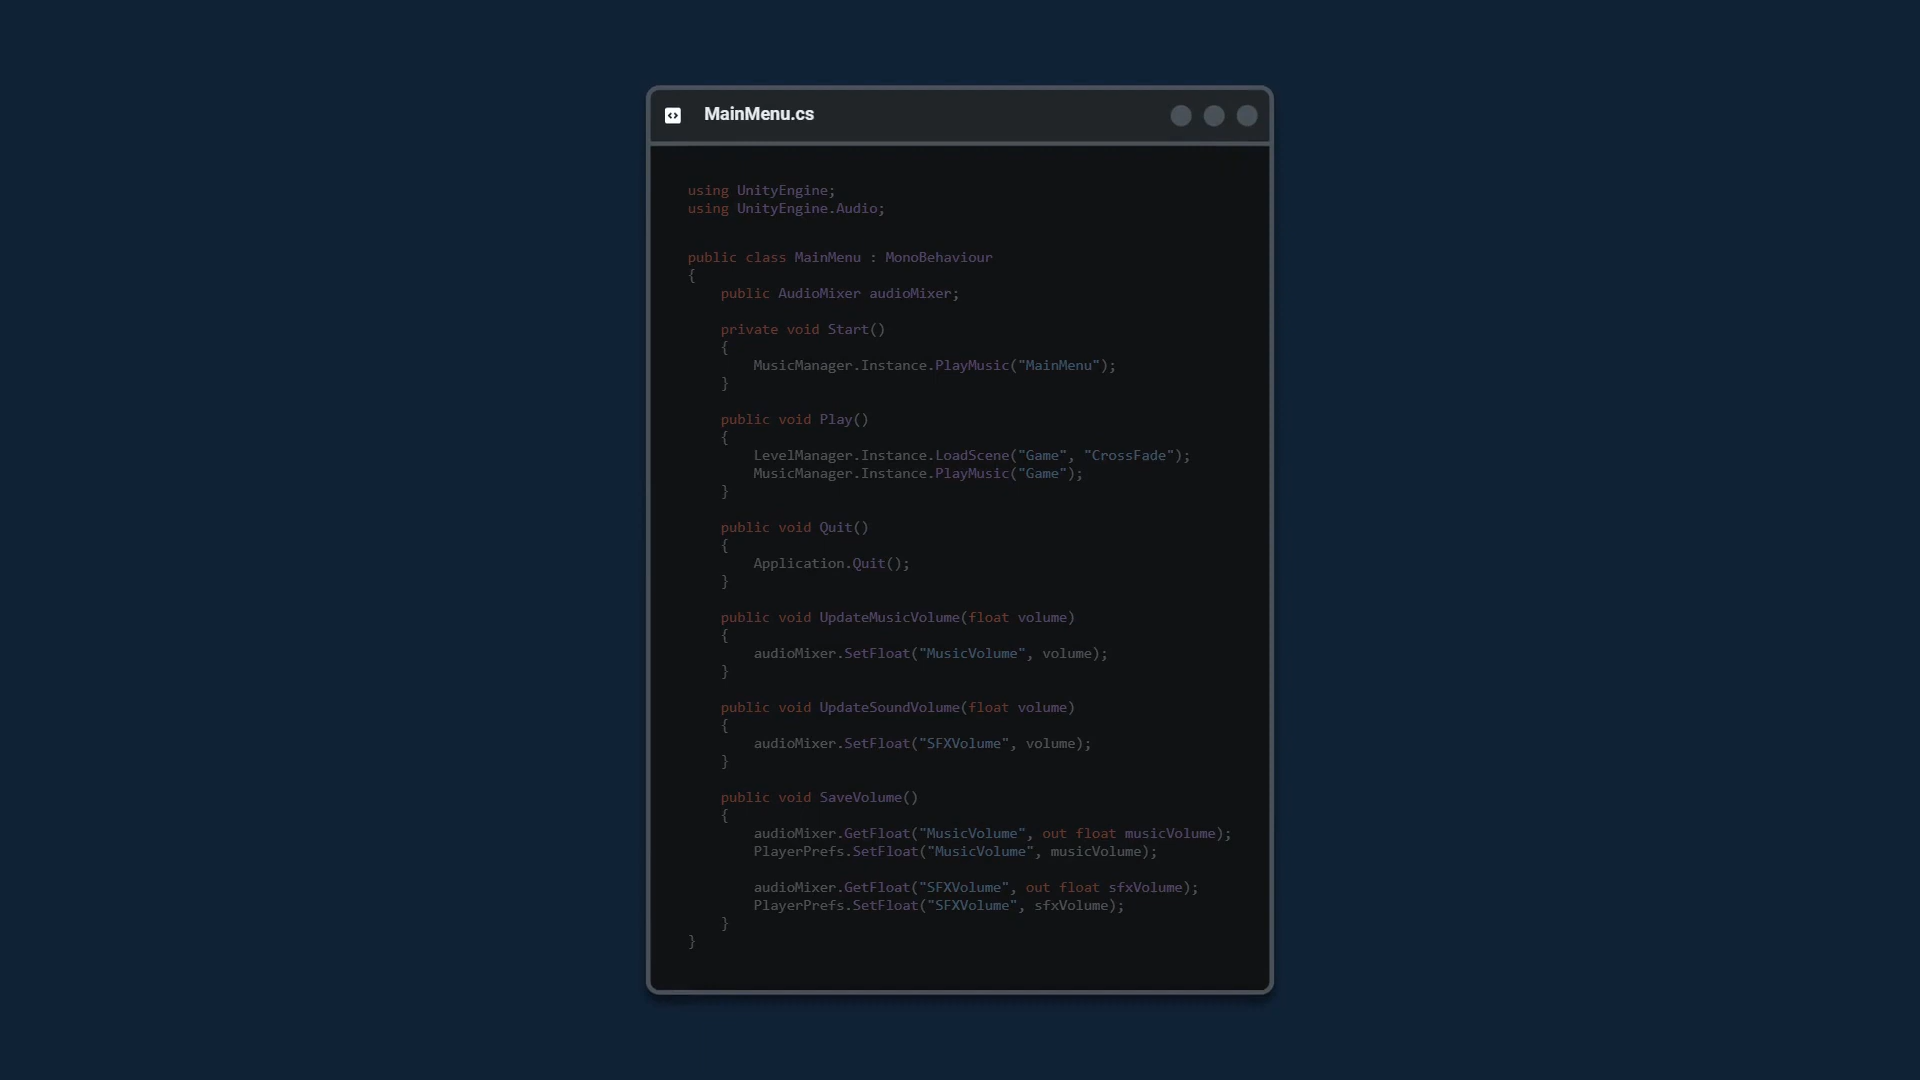 MainMenu.cs
using UnityEngine;
using UnityEngine.Audio;
public class MainMenu : MonoBehaviour
{
    public AudioMixer audioMixer;
    private void Start()
    {
        MusicManager.Instance.PlayMusic("MainMenu");
    }
    public void Play()
    {
        LevelManager.Instance.LoadScene("Game", "CrossFade");
        MusicManager.Instance.PlayMusic("Game");
    }
    public void Quit()
    {
        Application.Quit();
    }
    public void UpdateMusicVolume(float volume)
    {
        audioMixer.SetFloat("MusicVolume", volume);
    }
    public void UpdateSoundVolume(float volume)
    {
        audioMixer.SetFloat("SFXVolume", volume);
    }
    public void SaveVolume()
    {
        audioMixer.GetFloat("MusicVolume", out float musicVolume);
        PlayerPrefs.SetFloat("MusicVolume", musicVolume);
        audioMixer.GetFloat("SFXVolume", out float sfxVolume);
        PlayerPrefs.SetFloat("SFXVolume", sfxVolume);
    }
}